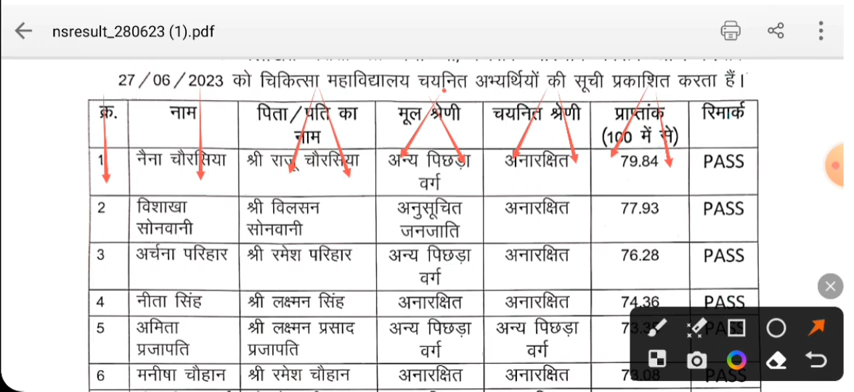 nsresult_280623 (1).pdf
27/06/2023 को चिकित्सा महाविद्यालय चयनित अभ्यर्थियों की सूची प्रकाशित करता हैं।
क्र. नाम पिता/पति का नाम मूल श्रेणी चयनित श्रेणी प्राप्तांक (100 में से) रिमार्क
1 नैना चौरसिया श्री राजू चौरसिया अन्य पिछड़ा वर्ग अनारक्षित 79.84 PASS
2 विशाखा सोनवानी श्री विलसन सोनवानी अनुसूचित जनजाति अनारक्षित 77.93 PASS
3 अर्चना परिहार श्री रमेश परिहार अन्य पिछड़ा वर्ग अनारक्षित 76.28 PASS
4 नीता सिंह श्री लक्ष्मन सिंह अनारक्षित अनारक्षित 74.36 PASS
5 अमिता प्रजापति श्री लक्ष्मन प्रसाद प्रजापति अन्य पिछड़ा वर्ग अन्य पिछड़ा वर्ग PASS
6 मनीषा चौहान श्री रमेश चौहान अनारक्षित अनारक्षित 73.08 PASS